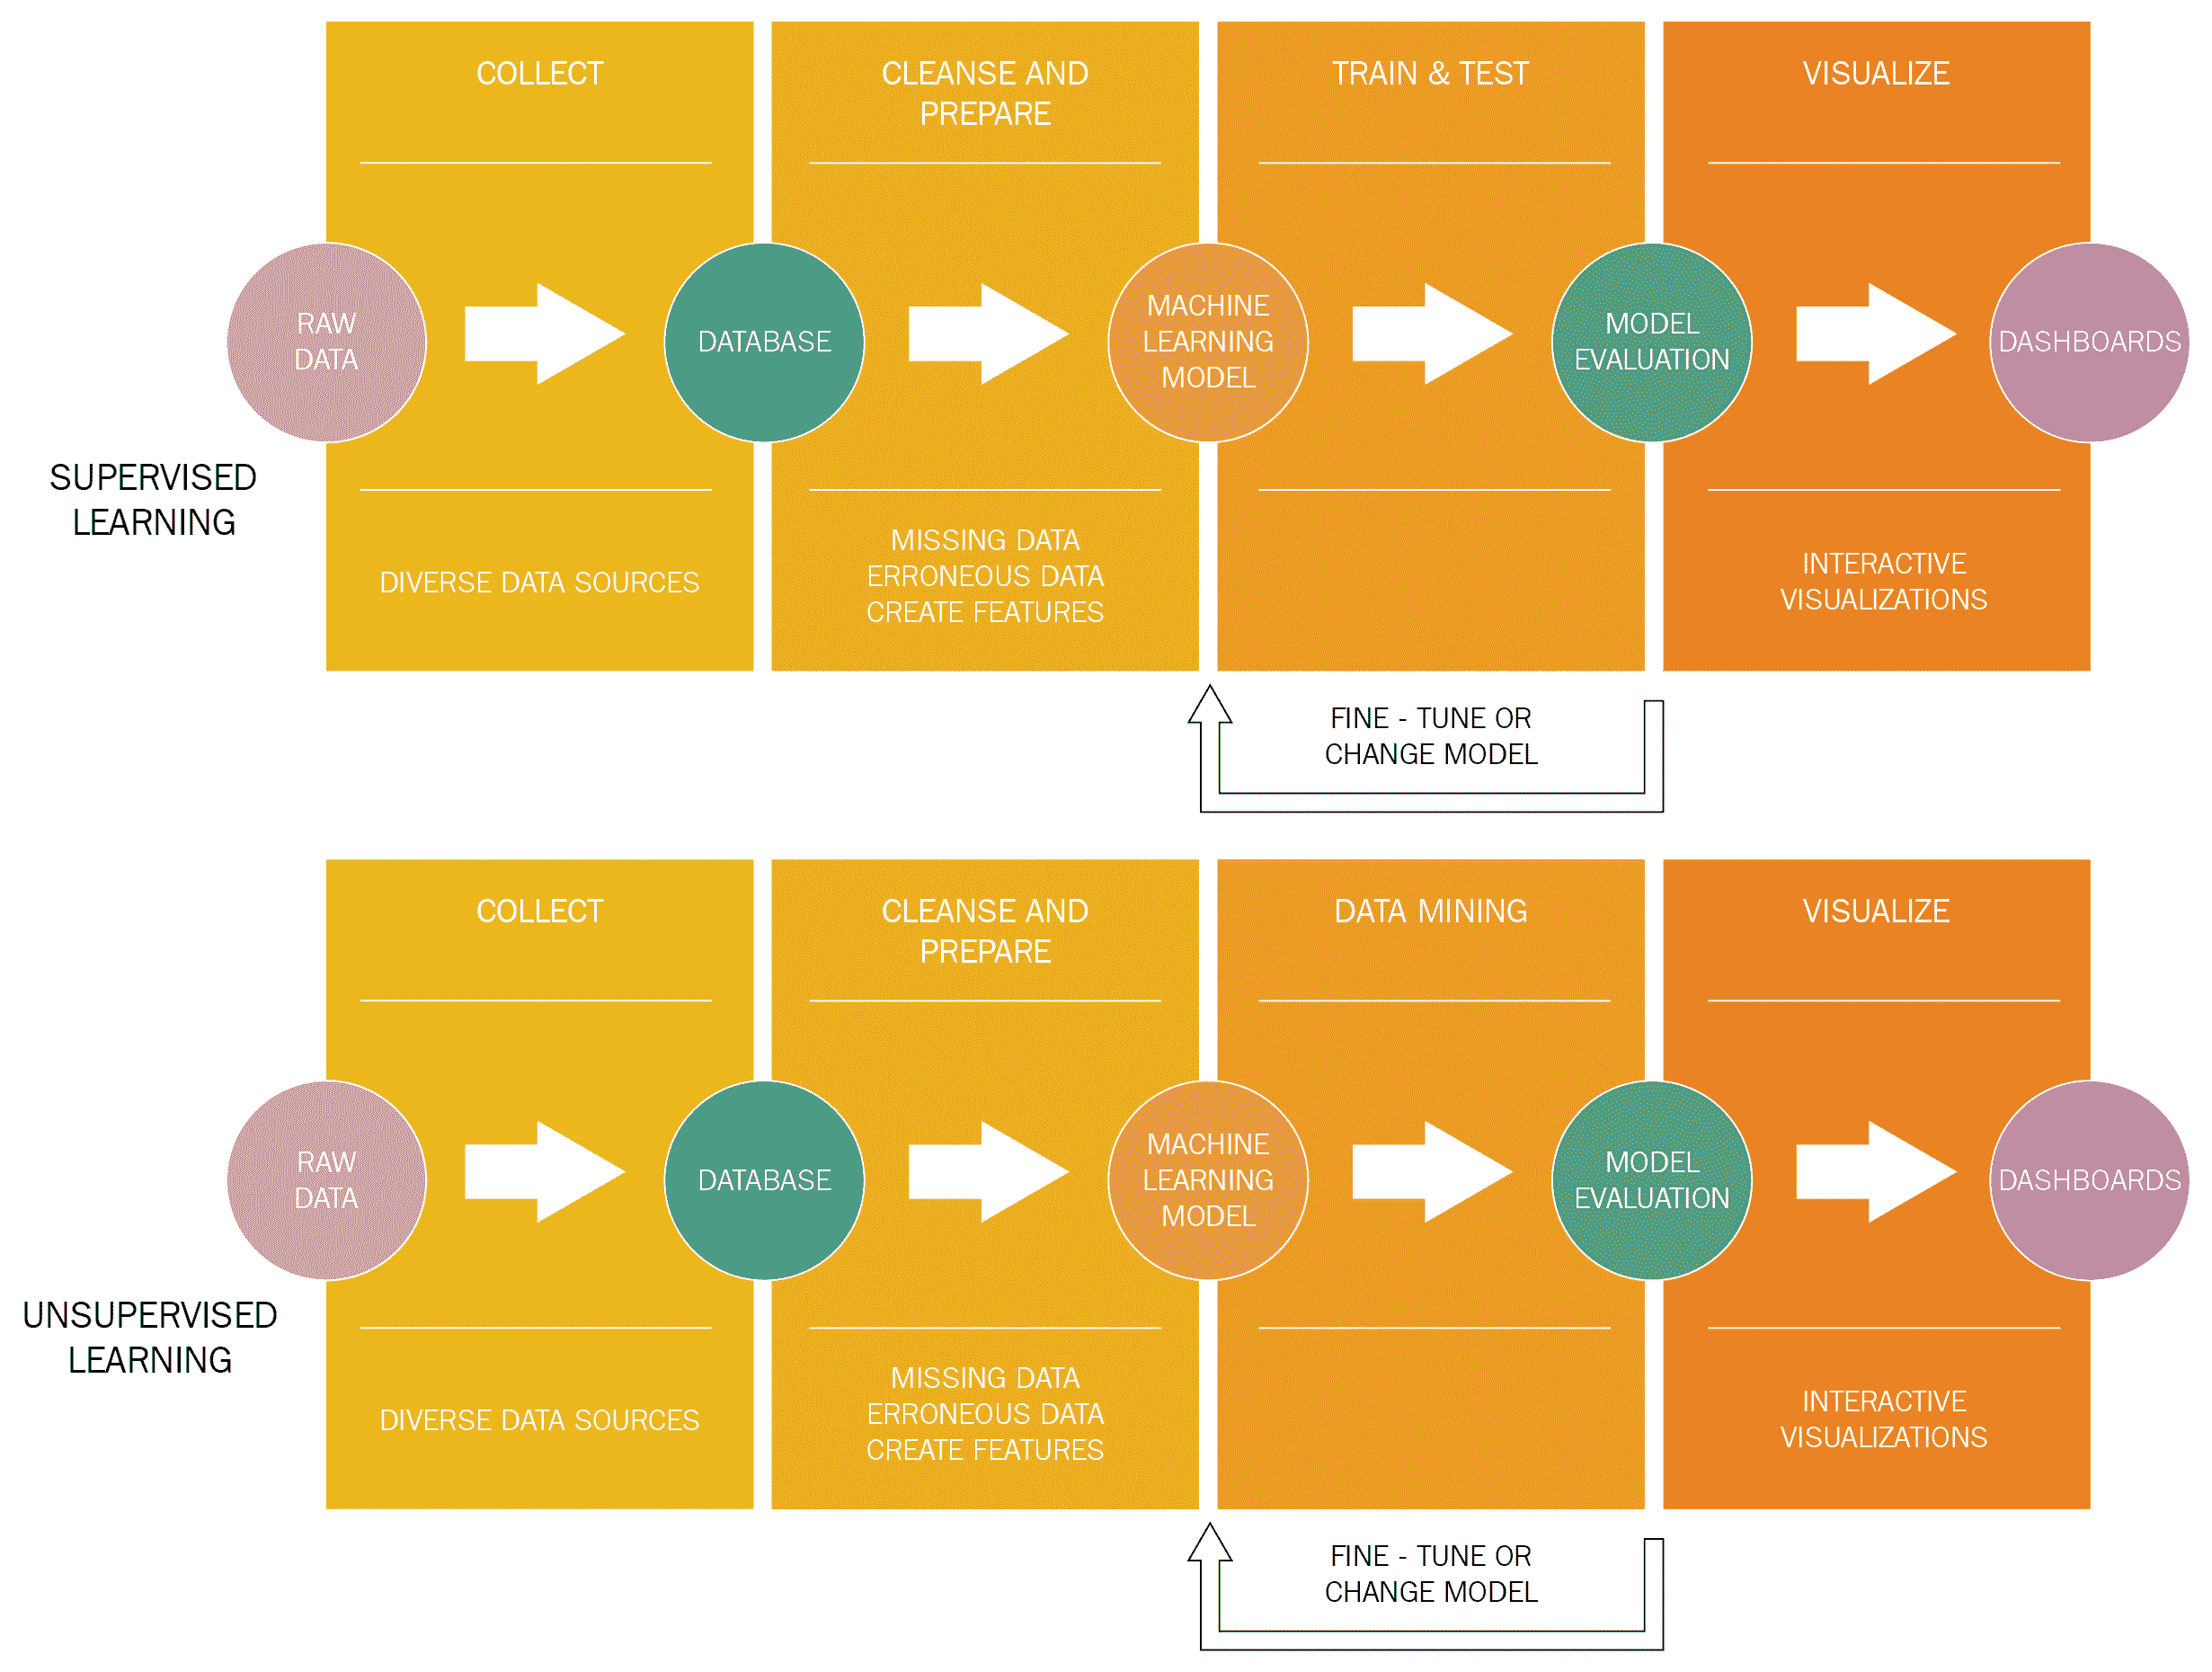 COLLECT
CLEANSE AND
PREPARE
TRAIN & TEST
VISUALIZE
RAW
DATA
DATABASE
MACHINE
LEARNING
MODEL
MODEL
EVALUATION
DASHBOARDS
SUPERVISED
LEARNING
DIVERSE DATA SOURCES
MISSING DATA
ERRONEOUS DATA
CREATE FEATURES
INTERACTIVE
VISUALIZATIONS
FINE - TUNE OR
CHANGE MODEL
COLLECT
CLEANSE AND
PREPARE
DATA MINING
VISUALIZE
RAW
DATA
DATABASE
MACHINE
LEARNING
MODEL
MODEL
EVALUATION
DASHBOARDS
UNSUPERVISED
LEARNING
DIVERSE DATA SOURCES
MISSING DATA
ERRONEOUS DATA
CREATE FEATURES
INTERACTIVE
VISUALIZATIONS
FINE - TUNE OR
CHANGE MODEL